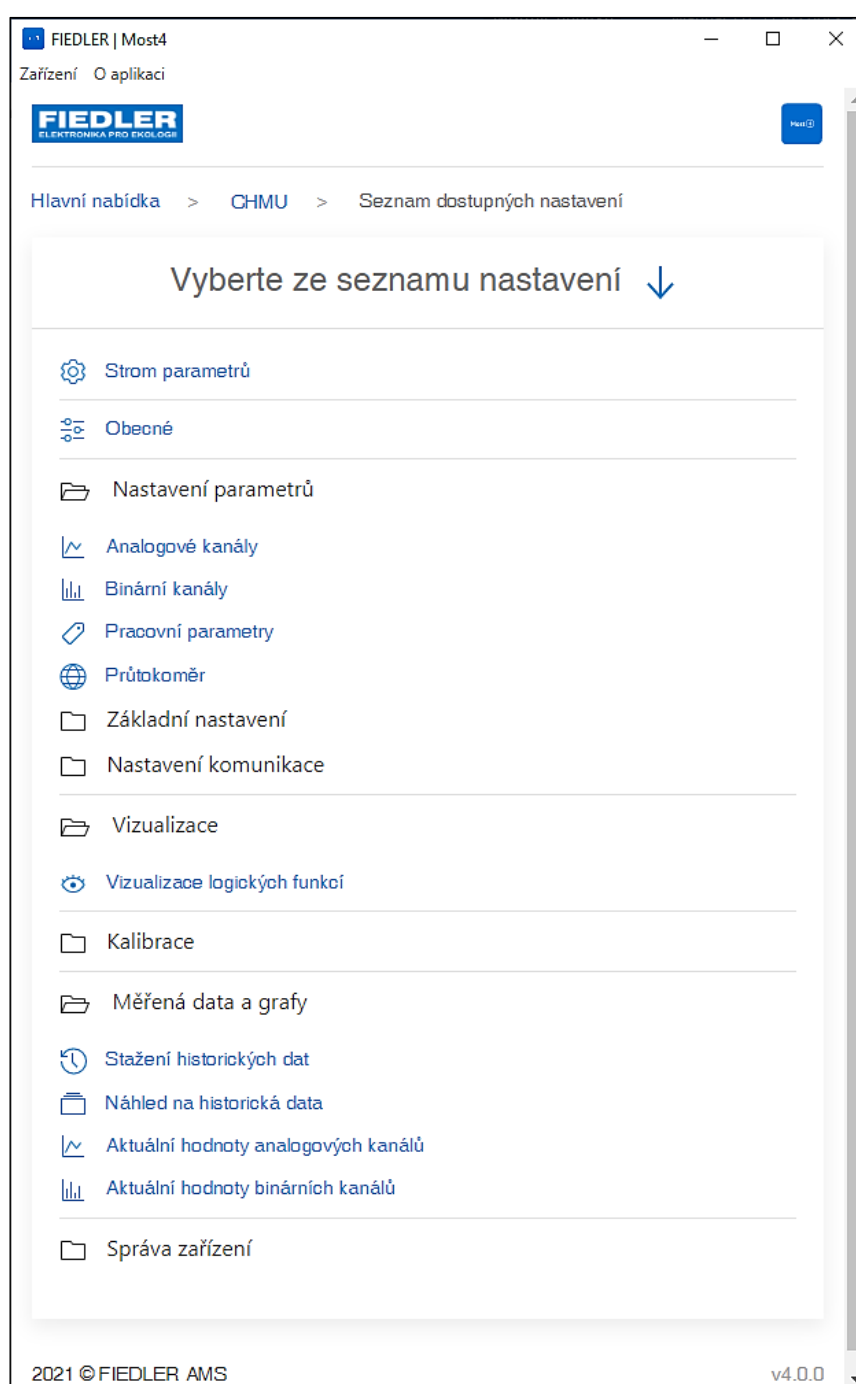 FIEDLER | Most4
Zařízení O aplikaci
FIEDLER
ELEKTRONIKA PRO EKOLOGII
Most 4
Hlavní nabídka > CHMU > Seznam dostupných nastavení
Vyberte ze seznamu nastavení
Strom parametrů
Obecné
Nastavení parametrů
Analogové kanály
Binární kanály
Pracovní parametry
Průtokoměr
Základní nastavení
Nastavení komunikace
Vizualizace
Vizualizace logických funkcí
Kalibrace
Měřená data a grafy
Stažení historických dat
Náhled na historická data
Aktuální hodnoty analogových kanálů
Aktuální hodnoty binárních kanálů
Správa zařízení
2021 © FIEDLER AMS v4.0.0